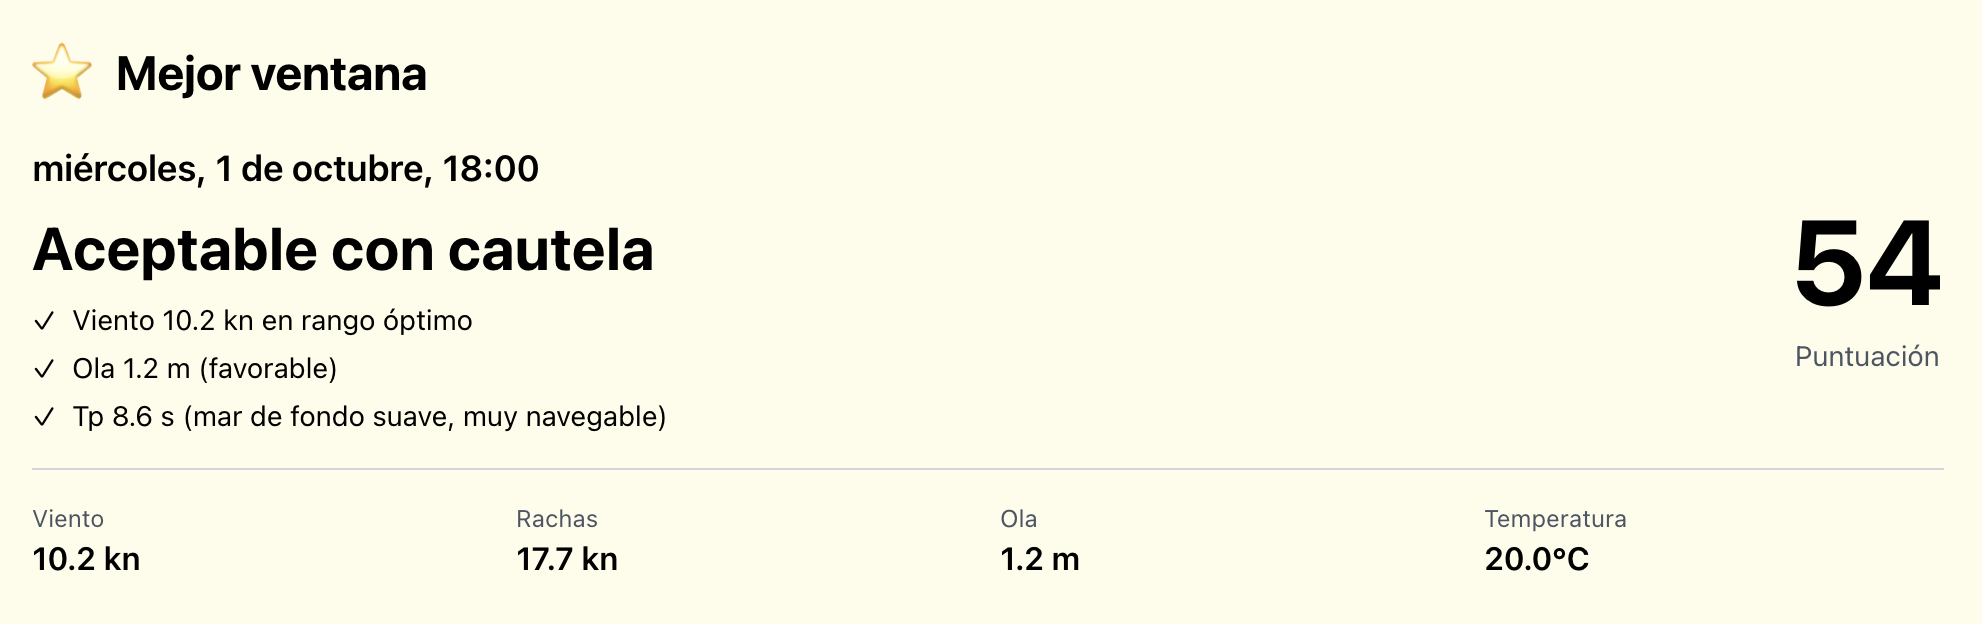 Mejor ventana
miércoles, 1 de octubre, 18:00
Aceptable con cautela
✓ Viento 10.2 kn en rango óptimo
✓ Ola 1.2 m (favorable)
✓ Tp 8.6 s (mar de fondo suave, muy navegable)
54
Puntuación
Viento
10.2 kn
Rachas
17.7 kn
Ola
1.2 m
Temperatura
20.0°C